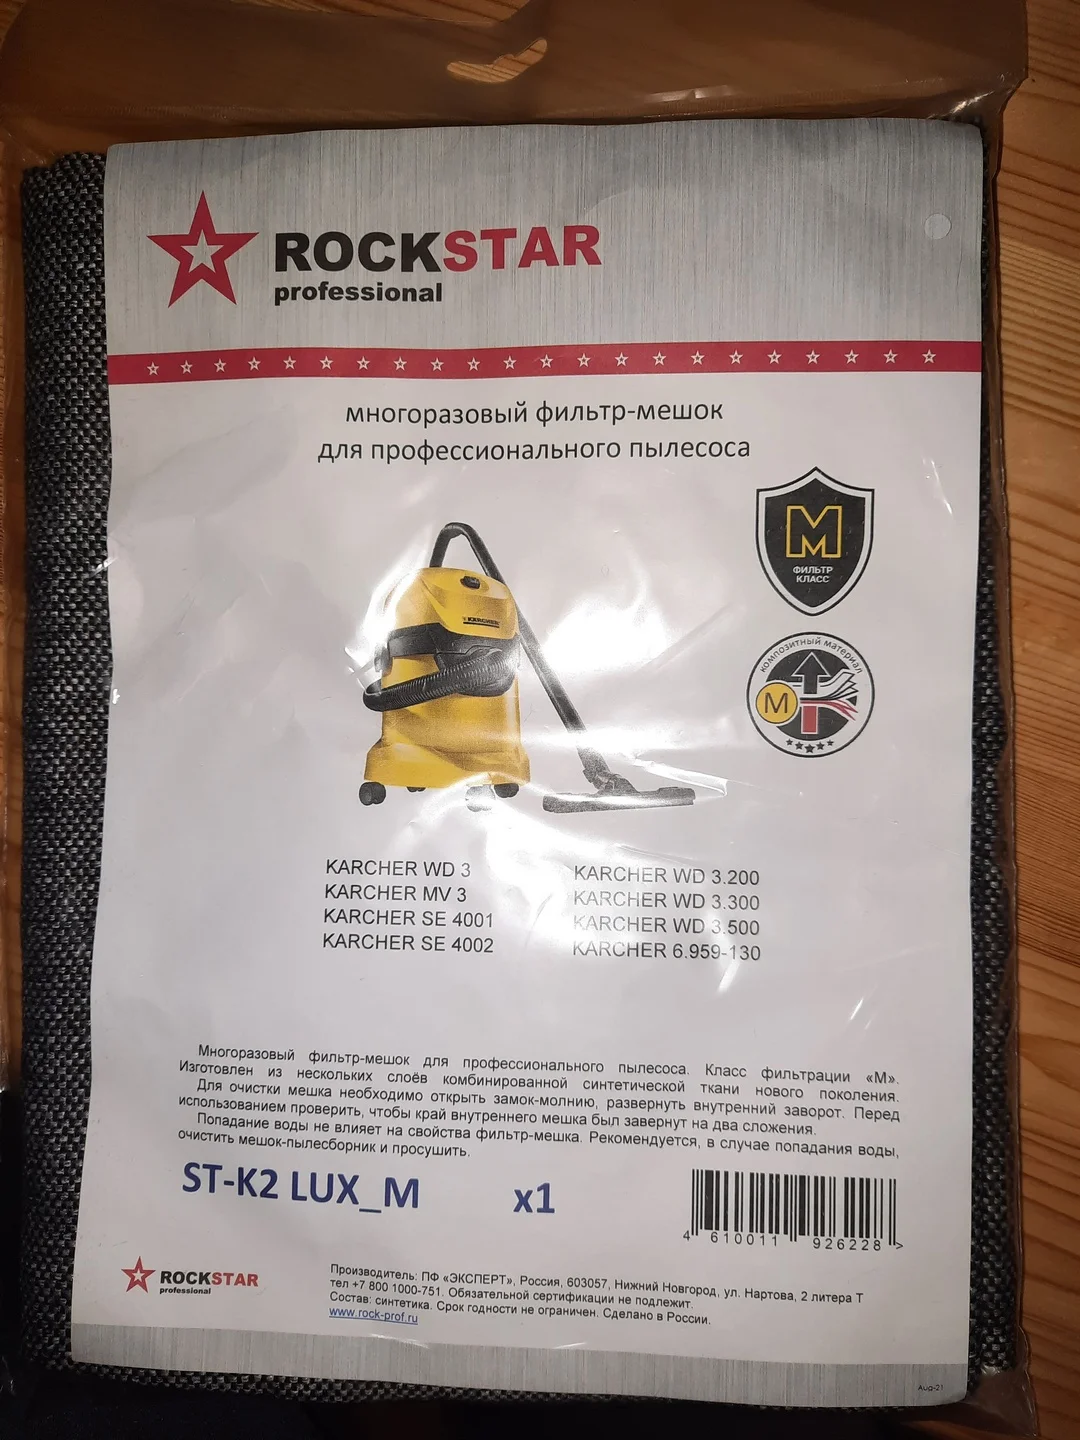 ROCKSTAR
professional
многоразовый фильтр-мешок
для профессионального пылесоса
M
ФИЛЬТР
КЛАСС
KARCHER
композитный материал
M
KARCHER WD 3
KARCHER MV 3
KARCHER SE 4001
KARCHER SE 4002
KARCHER WD 3.200
KARCHER WD 3.300
KARCHER WD 3.500
KARCHER 6.959-130
Многоразовый фильтр-мешок для профессионального пылесоса. Класс фильтрации «М».
Изготовлен из нескольких слоёв комбинированной синтетической ткани нового поколения.
Для очистки мешка необходимо открыть замок-молнию, развернуть внутренний заворот. Перед
использованием проверить, чтобы край внутреннего мешка был завернут на два сложения.
Попадание воды не влияет на свойства фильтр-мешка. Рекомендуется, в случае попадания воды,
очистить мешок-пылесборник и просушить.
ST-K2 LUX_M x1
4 610011 926228 >
ROCKSTAR
professional
Производитель: ПФ «ЭКСПЕРТ», Россия, 603057, Нижний Новгород, ул. Нартова, 2 литера Т
тел +7 800 1000-751. Обязательной сертификации не подлежит.
Состав: синтетика. Срок годности не ограничен. Сделано в России.
www.rock-prof.ru
Aug-21